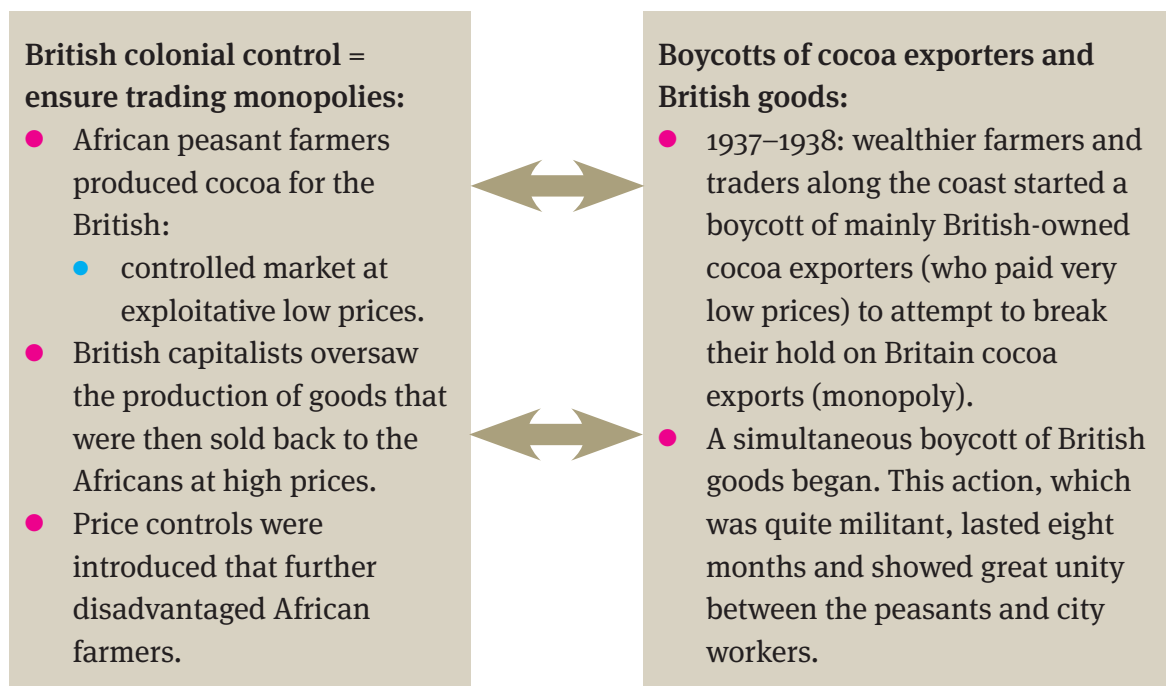 British colonial control =
ensure trading monopolies:
● African peasant farmers
produced cocoa for the
British:
● controlled market at
exploitative low prices.
● British capitalists oversaw
the production of goods that
were then sold back to the
Africans at high prices.
● Price controls were
introduced that further
disadvantaged African
farmers.
Boycotts of cocoa exporters and
British goods:
● 1937–1938: wealthier farmers and
traders along the coast started a
boycott of mainly British-owned
cocoa exporters (who paid very
low prices) to attempt to break
their hold on Britain cocoa
exports (monopoly).
● A simultaneous boycott of British
goods began. This action, which
was quite militant, lasted eight
months and showed great unity
between the peasants and city
workers.